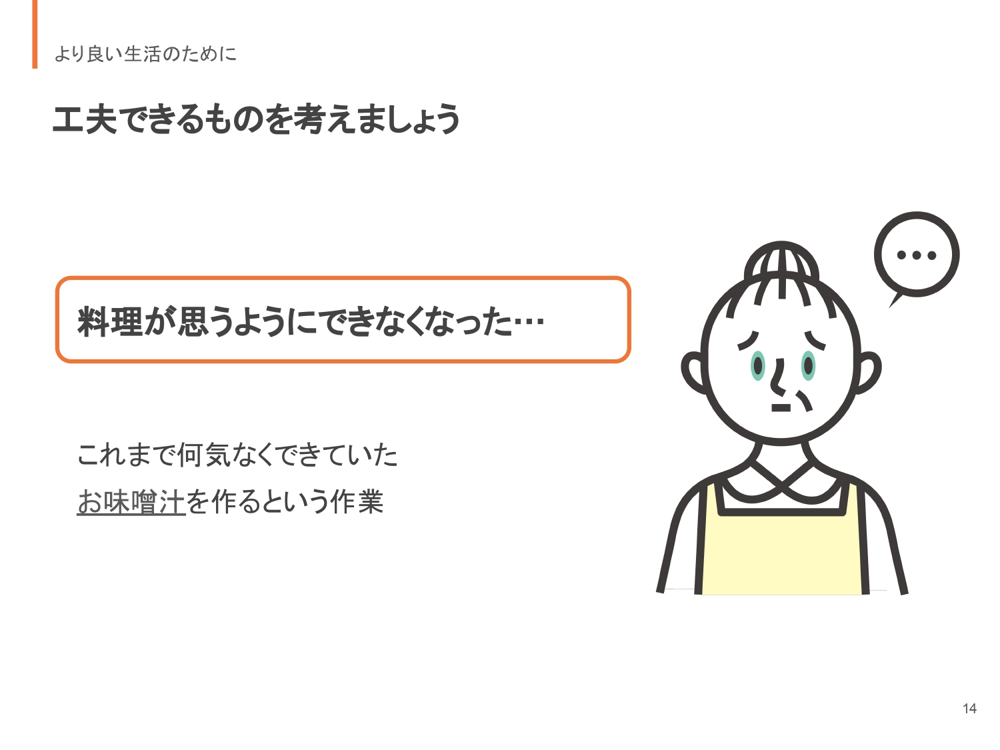 より良い生活のために
工夫できるものを考えましょう
料理が思うようにできなくなった…
これまで何気なくできていた
お味噌汁を作るという作業
14